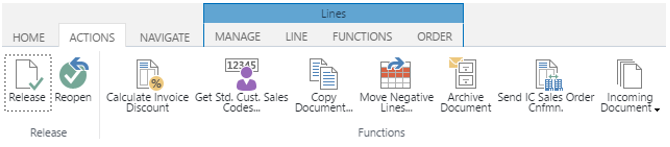 Lines
HOME ACTIONS NAVIGATE MANAGE LINE FUNCTIONS ORDER
12345
Release Reopen Calculate Invoice Get Std. Cust. Sales Copy Move Negative Archive Send IC Sales Order Incoming
Discount Codes... Document... Lines... Document Cnfmn. Document
Release Functions